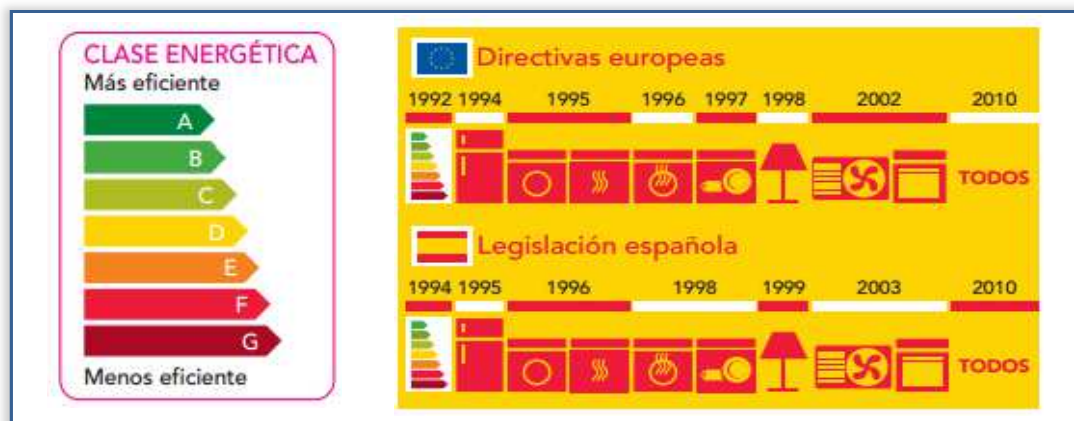 CLASE ENERGÉTICA
Más eficiente
A
B
C
D
E
F
G
Menos eficiente
Directivas europeas
1992 1994 1995 1996 1997 1998 2002 2010
TODOS
Legislación española
1994 1995 1996 1998 1999 2003 2010
TODOS